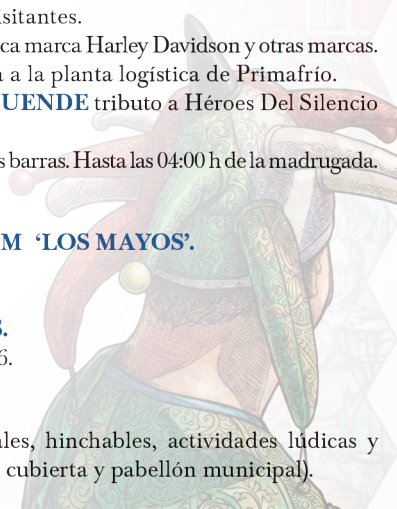 isitantes.
ca marca Harley Davidson y otras marcas.
a a la planta logística de Primafrío.
UENDE tributo a Héroes Del Silencio
s barras. Hasta las 04:00 h de la madrugada.
M ‘LOS MAYOS’.
S.
6.
ales, hinchables, actividades lúdicas y
cubierta y pabellón municipal).